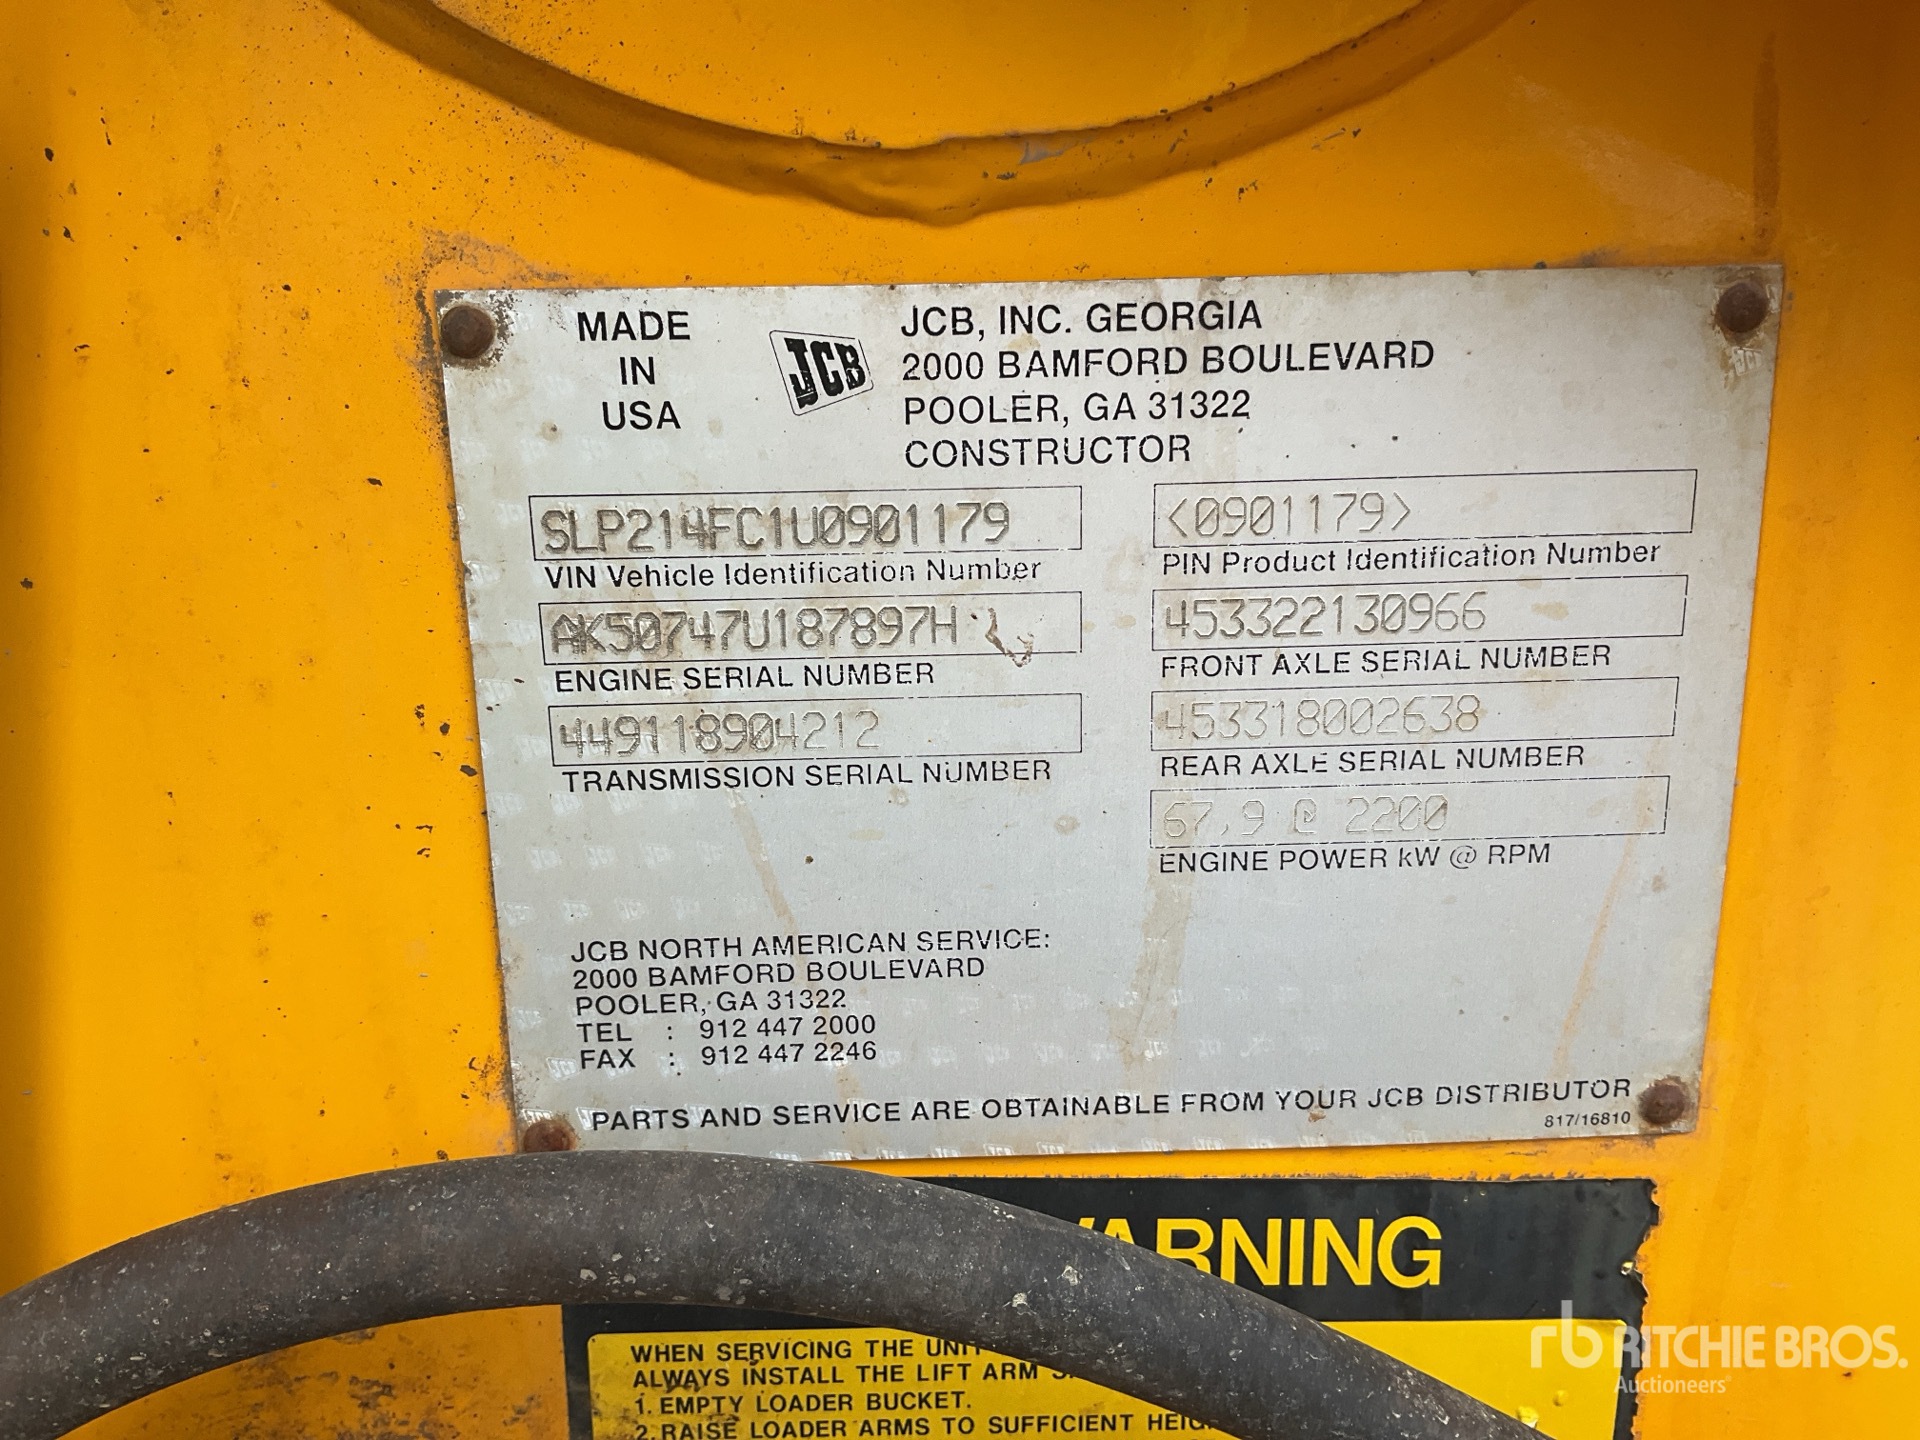 MADE
IN
USA
JCB
JCB, INC. GEORGIA
2000 BAMFORD BOULEVARD
POOLER, GA 31322
CONSTRUCTOR
SLP214FC1U0901179
VIN Vehicle Identification Number
<0901179>
PIN Product Identification Number
AK50747U187897H
ENGINE SERIAL NUMBER
453322130966
FRONT AXLE SERIAL NUMBER
449118904212
TRANSMISSION SERIAL NUMBER
453318002638
REAR AXLE SERIAL NUMBER
67,9 @ 2200
ENGINE POWER kW @ RPM
JCB NORTH AMERICAN SERVICE:
2000 BAMFORD BOULEVARD
POOLER, GA 31322
TEL : 912 447 2000
FAX : 912 447 2246
PARTS AND SERVICE ARE OBTAINABLE FROM YOUR JCB DISTRIBUTOR
817/16810
WARNING
WHEN SERVICING THE UNIT
ALWAYS INSTALL THE LIFT ARM
1. EMPTY LOADER BUCKET.
2. RAISE LOADER ARMS TO SUFFICIENT
rb RITCHIE BROS.
Auctioneers